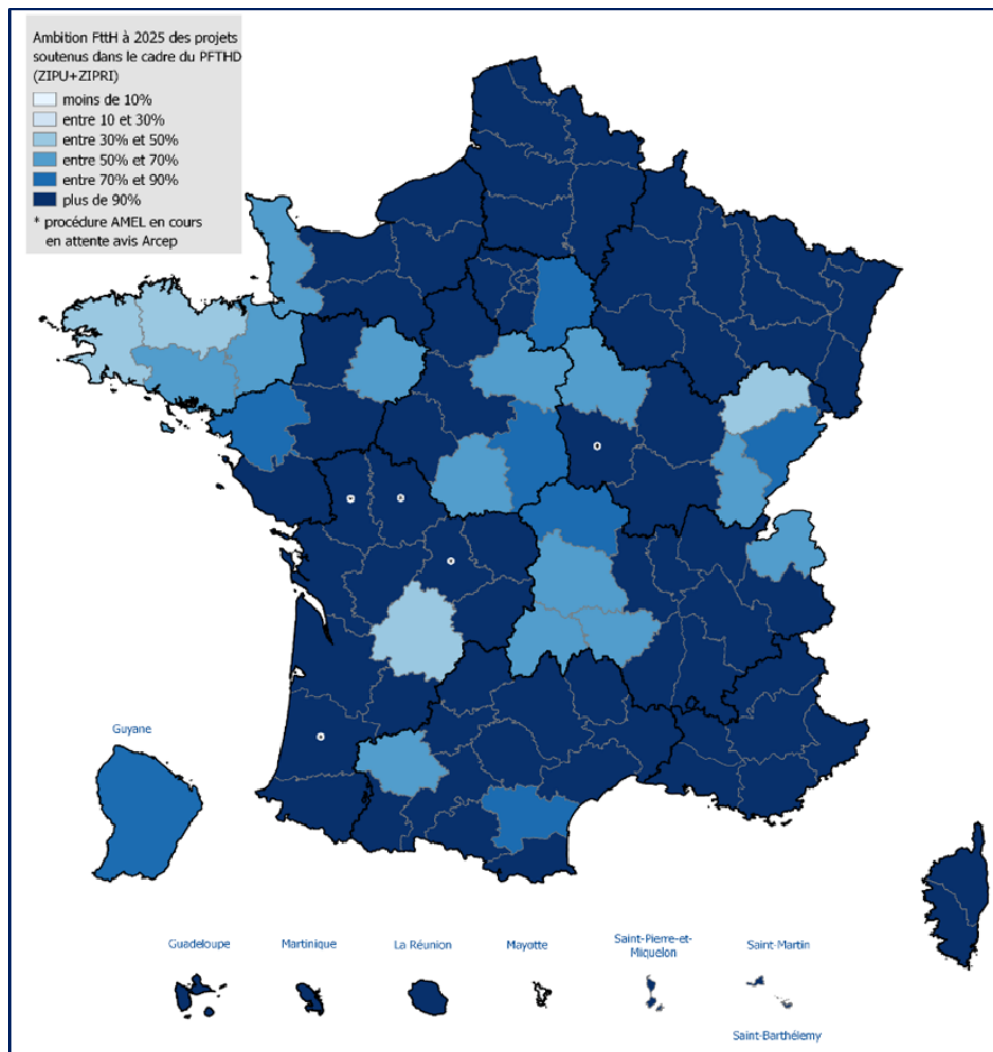 Ambition FttH à 2025 des projets
soutenus dans le cadre du PFTHD
(ZIPU+ZIPRI)
moins de 10%
entre 10 et 30%
entre 30% et 50%
entre 50% et 70%
entre 70% et 90%
plus de 90%
* procédure AMEL en cours
en attente avis Arcep
Guyane
Guadeloupe
Martinique
La Réunion
Mayotte
Saint-Pierre-et-
Miquelon
Saint-Martin
Saint-Barthélemy